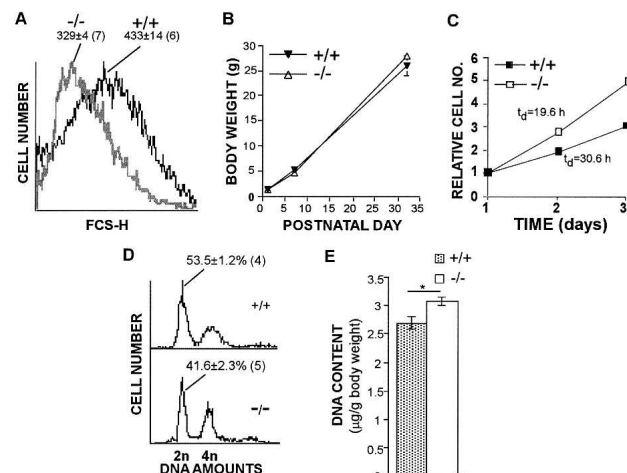 A
-/-
329±4 (7)
+/+
433±14 (6)
CELL NUMBER
FCS-H
B
+/+
-/-
BODY WEIGHT (g)
30
25
20
15
10
5
0
0 5 10 15 20 25 30 35
POSTNATAL DAY
C
+/+
-/-
RELATIVE CELL NO.
6
5
4
3
2
1
0
td=19.6 h
td=30.6 h
1 2 3
TIME (days)
D
53.5±1.2% (4)
+/+
41.6±2.3% (5)
-/-
CELL NUMBER
2n 4n
DNA AMOUNTS
E
+/+
-/-
*
DNA CONTENT
(µg/g body weight)
3.5
3
2.5
2
1.5
1
0.5
0